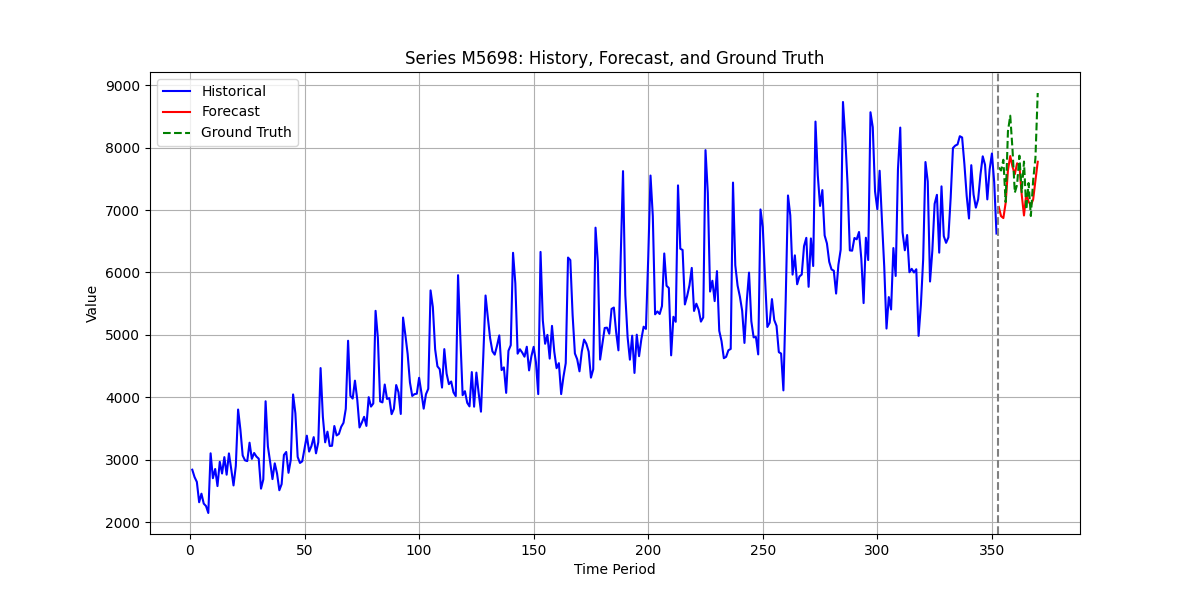 Series M5698: History, Forecast, and Ground Truth
Historical
Forecast
Ground Truth
9000
8000
7000
6000
5000
4000
3000
2000
Value
0 50 100 150 200 250 300 350
Time Period